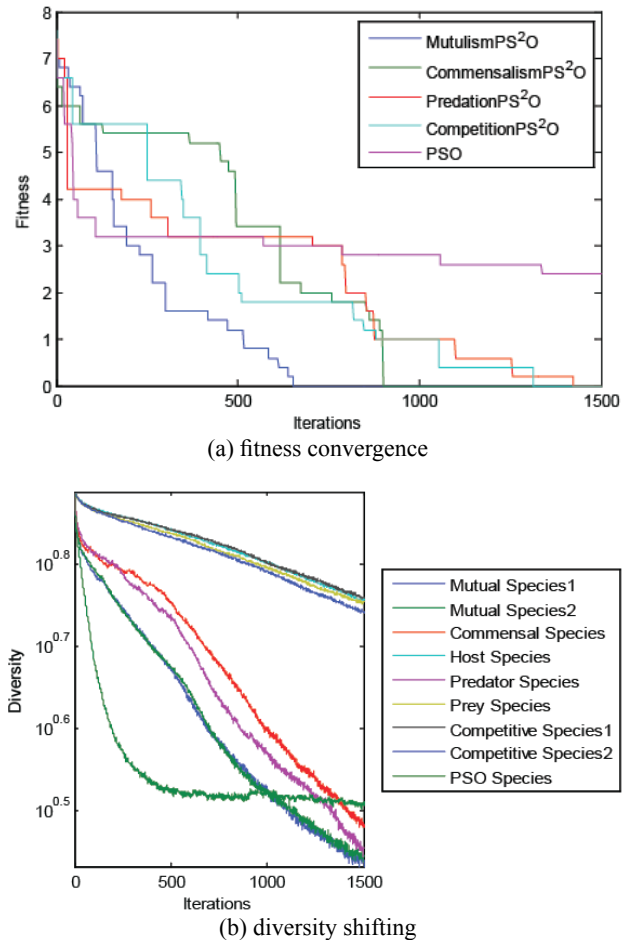 8
7
6
5
4
3
2
1
0
Fitness
MutulismPS²O
CommensalismPS²O
PredationPS²O
CompetitionPS²O
PSO
0
500
1000
1500
Iterations
(a) fitness convergence
10^0.8
10^0.7
10^0.6
10^0.5
Diversity
0
500
1000
1500
Iterations
Mutual Species1
Mutual Species2
Commensal Species
Host Species
Predator Species
Prey Species
Competitive Species1
Competitive Species2
PSO Species
(b) diversity shifting